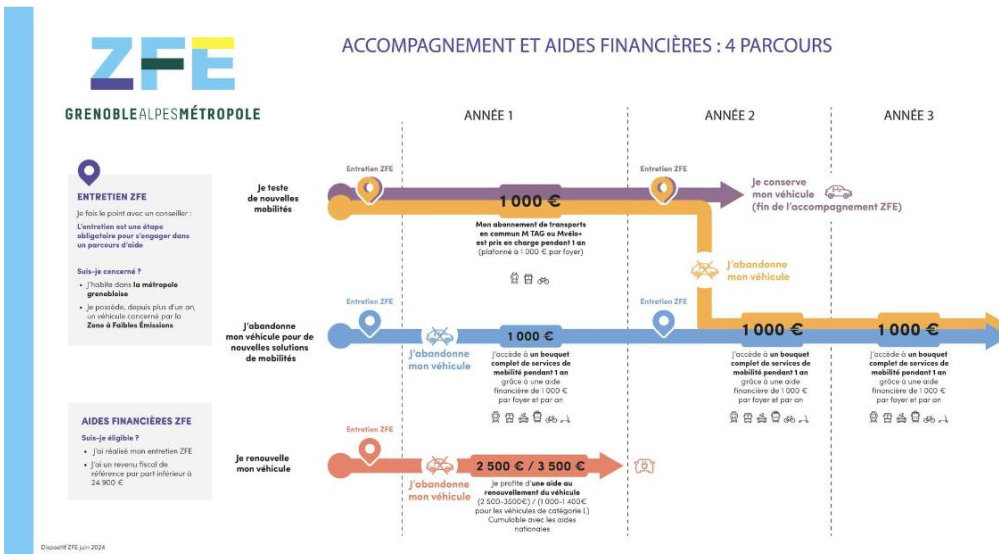 ZFE
GRENOBLEALPESMÉTROPOLE
ACCOMPAGNEMENT ET AIDES FINANCIÈRES : 4 PARCOURS
ANNÉE 1
ANNÉE 2
ANNÉE 3
ENTRETIEN ZFE
Je fais le point avec un conseiller :
L'entretien est une étape
obligatoire pour s'engager dans
un parcours d'aide
Suis-je concerné ?
• J'habite dans la métropole
grenobloise
• Je possède, depuis plus d'un an,
un véhicule concerné par la
Zone à Faibles Émissions
AIDES FINANCIÈRES ZFE
Suis-je éligible ?
• J'ai réalisé mon entretien ZFE
• J'ai un revenu fiscal de
référence par part inférieur à
24 900 €
Je teste
de nouvelles
mobilités
Entretien ZFE
1 000 €
Mon abonnement de transports
en commun M TAG ou Mvélo+
est pris en charge pendant 1 an
(plafonné à 1 000 € par foyer)
Entretien ZFE
Je conserve
mon véhicule
(fin de l'accompagnement ZFE)
J'abandonne
mon véhicule
J'abandonne
mon véhicule pour de
nouvelles solutions
de mobilités
Entretien ZFE
J'abandonne
mon véhicule
1 000 €
J'accède à un bouquet
complet de services de
mobilité pendant 1 an
grâce à une aide
financière de 1 000 €
par foyer et par an
Entretien ZFE
1 000 €
J'accède à un bouquet
complet de services de
mobilité pendant 1 an
grâce à une aide
financière de 1 000 €
par foyer et par an
1 000 €
J'accède à un bouquet
complet de services de
mobilité pendant 1 an
grâce à une aide
financière de 1 000 €
par foyer et par an
Je renouvelle
mon véhicule
Entretien ZFE
J'abandonne
mon véhicule
2 500 € / 3 500 €
Je profite d'une aide au
renouvellement du véhicule
(2 500-3500€) / (1 000-1 400€
pour les véhicules de catégorie L)
Cumulable avec les aides
nationales
Dispositif ZFE juin 2024